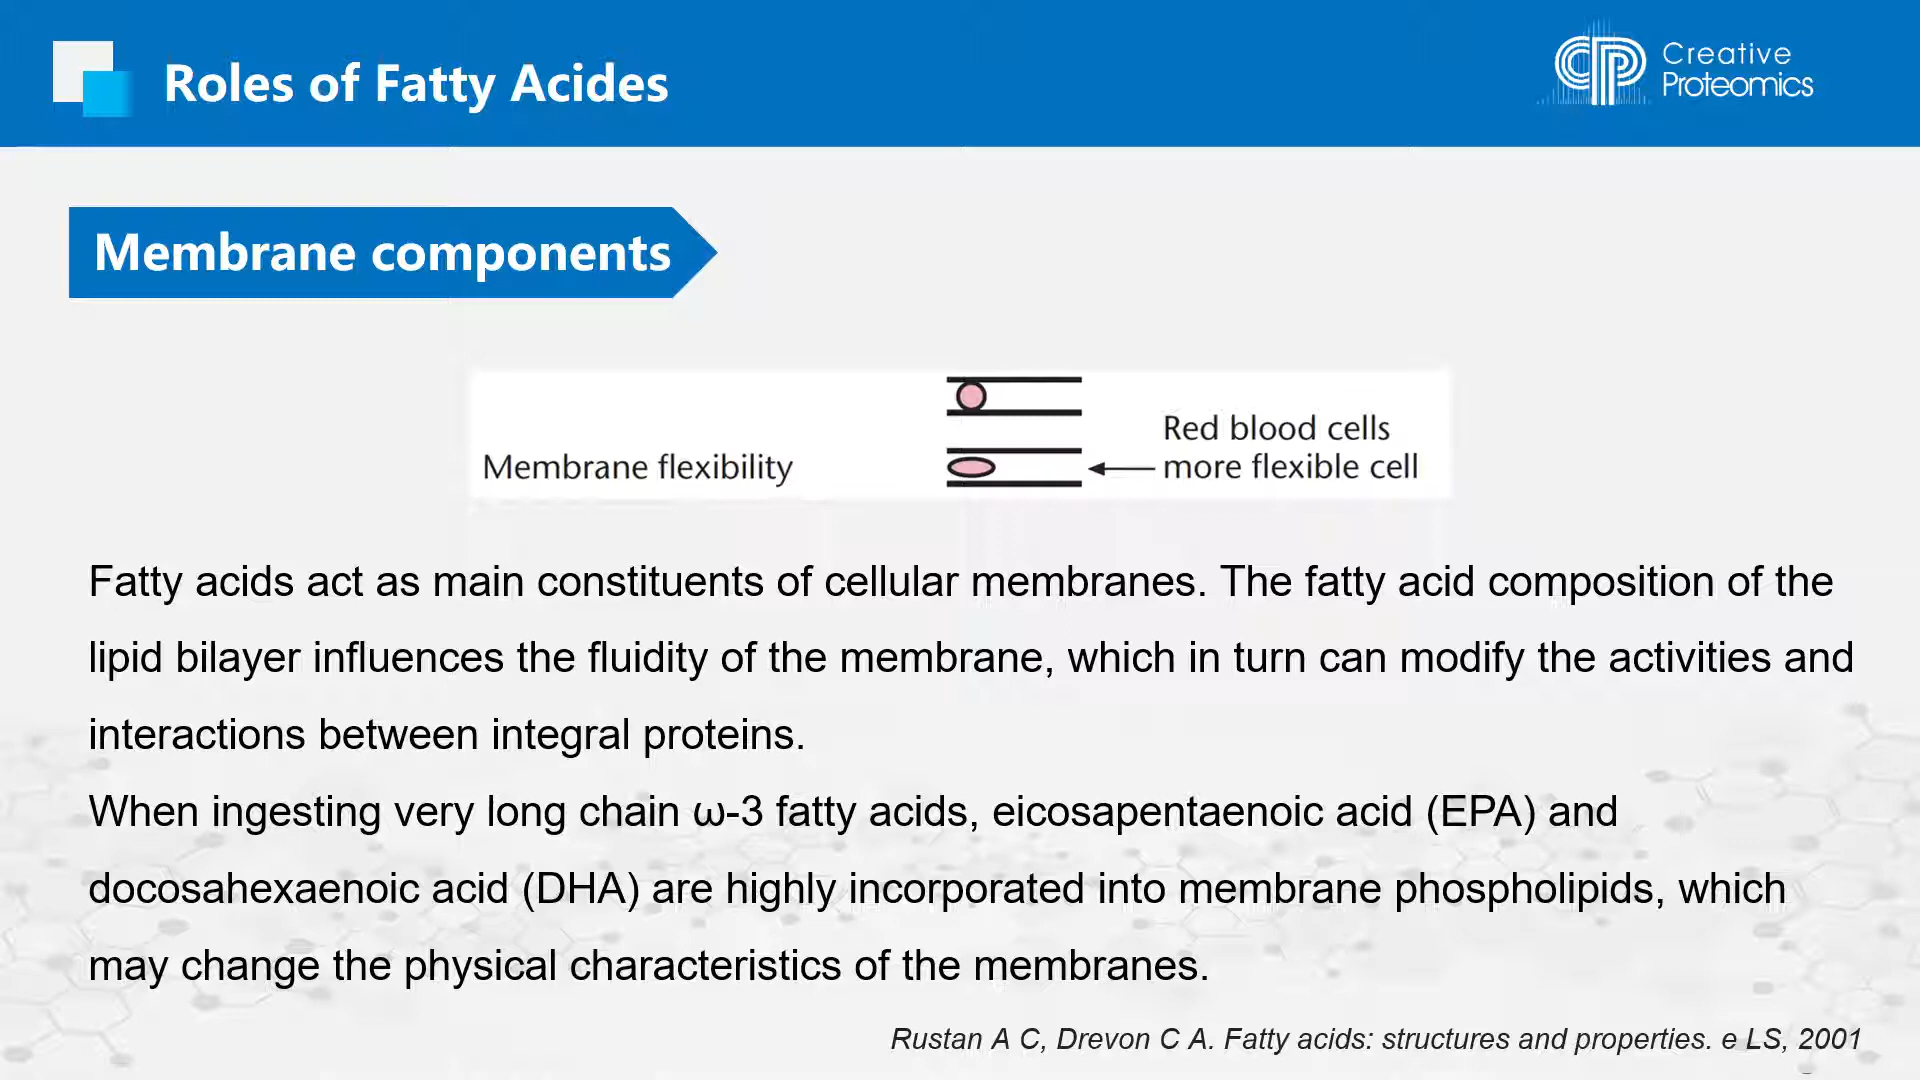 Roles of Fatty Acides
Creative
Proteomics
Membrane components
Membrane flexibility
Red blood cells
more flexible cell
Fatty acids act as main constituents of cellular membranes. The fatty acid composition of the
lipid bilayer influences the fluidity of the membrane, which in turn can modify the activities and
interactions between integral proteins.
When ingesting very long chain ω-3 fatty acids, eicosapentaenoic acid (EPA) and
docosahexaenoic acid (DHA) are highly incorporated into membrane phospholipids, which
may change the physical characteristics of the membranes.
Rustan A C, Drevon C A. Fatty acids: structures and properties. e LS, 2001